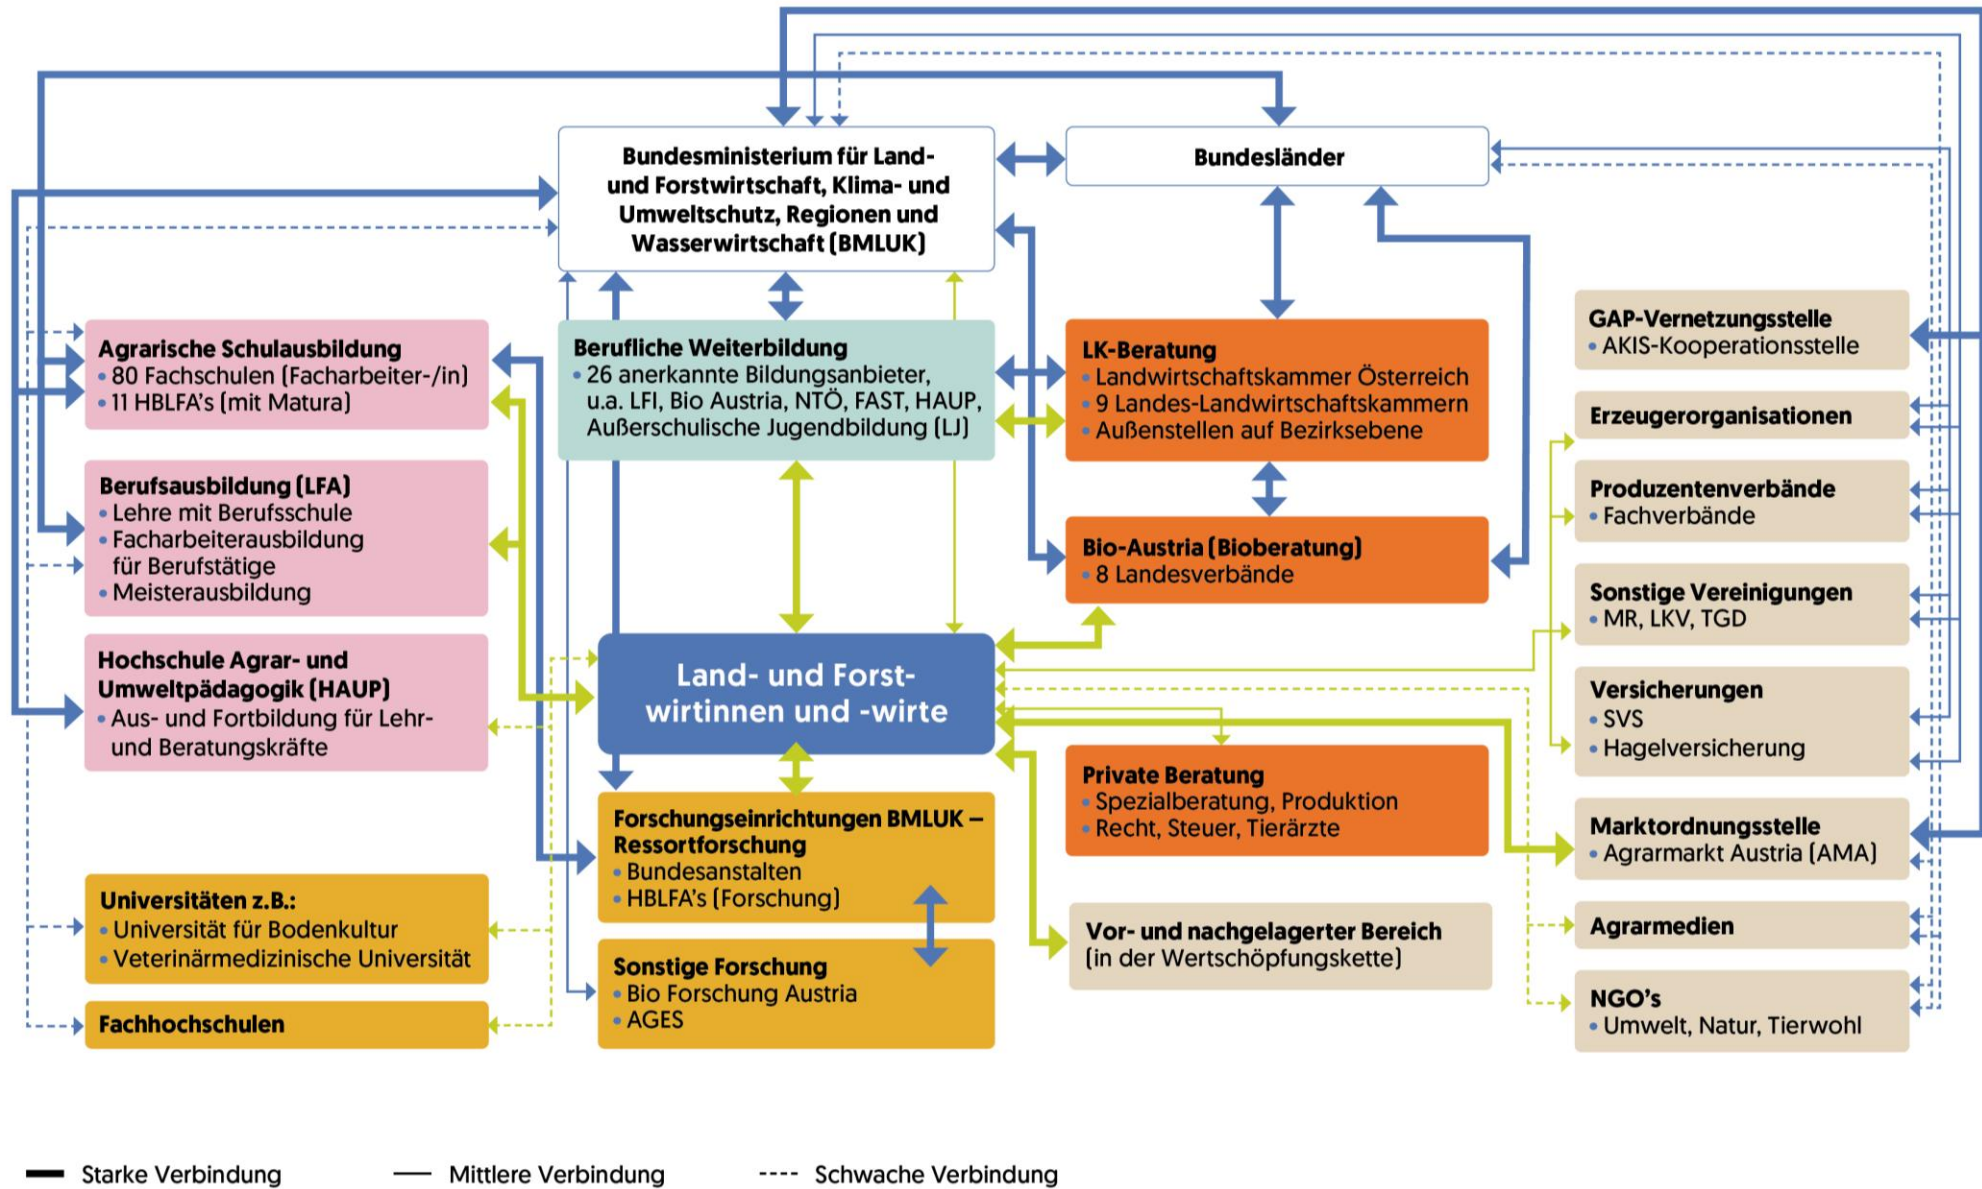 Bundesministerium für Land-
und Forstwirtschaft, Klima- und
Umweltschutz, Regionen und
Wasserwirtschaft (BMLUK)
Bundesländer
Agrarische Schulausbildung
• 80 Fachschulen (Facharbeiter-/in)
• 11 HBLFA's (mit Matura)
Berufsausbildung (LFA)
• Lehre mit Berufsschule
• Facharbeiterausbildung
für Berufstätige
• Meisterausbildung
Hochschule Agrar- und
Umweltpädagogik (HAUP)
• Aus- und Fortbildung für Lehr-
und Beratungskräfte
Universitäten z.B.:
• Universität für Bodenkultur
• Veterinärmedizinische Universität
Fachhochschulen
Berufliche Weiterbildung
• 26 anerkannte Bildungsanbieter,
u.a. LFI, Bio Austria, NTÖ, FAST, HAUP,
Außerschulische Jugendbildung (LJ)
Land- und Forst-
wirtinnen und -wirte
Forschungseinrichtungen BMLUK –
Ressortforschung
• Bundesanstalten
• HBLFA's (Forschung)
Sonstige Forschung
• Bio Forschung Austria
• AGES
LK-Beratung
• Landwirtschaftskammer Österreich
• 9 Landes-Landwirtschaftskammern
• Außenstellen auf Bezirksebene
Bio-Austria (Bioberatung)
• 8 Landesverbände
Private Beratung
• Spezialberatung, Produktion
• Recht, Steuer, Tierärzte
Vor- und nachgelagerter Bereich
(in der Wertschöpfungskette)
GAP-Vernetzungsstelle
• AKIS-Kooperationsstelle
Erzeugerorganisationen
Produzentenverbände
• Fachverbände
Sonstige Vereinigungen
• MR, LKV, TGD
Versicherungen
• SVS
• Hagelversicherung
Marktordnungsstelle
• Agrarmarkt Austria (AMA)
Agrarmedien
NGO's
• Umwelt, Natur, Tierwohl
Starke Verbindung
Mittlere Verbindung
Schwache Verbindung